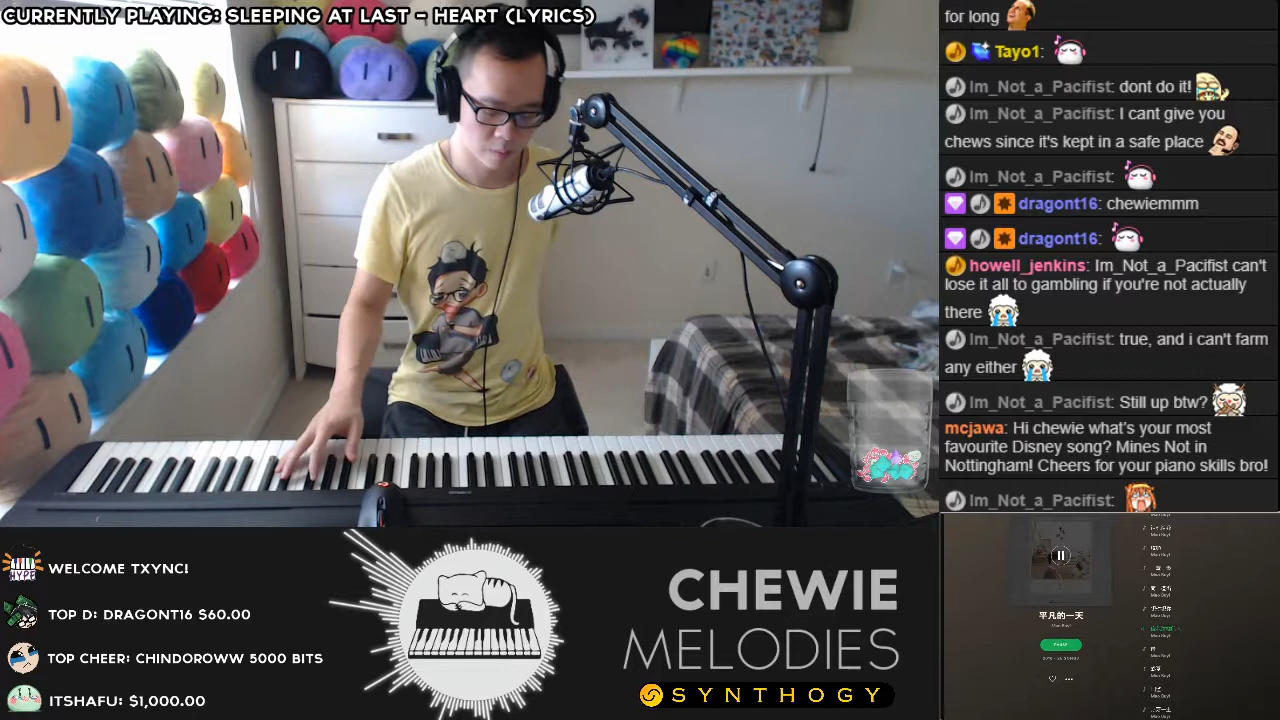 CURRENTLY PLAYING: SLEEPING AT LAST - HEART (LYRICS)
for long
Tayo1:
Im_Not_a_Pacifist: dont do it!
Im_Not_a_Pacifist: I cant give you
chews since it's kept in a safe place
Im_Not_a_Pacifist:
dragont16: chewiemmm
dragont16:
howell_jenkins: Im_Not_a_Pacifist can't
lose it all to gambling if you're not actually
there
Im_Not_a_Pacifist: true, and i can't farm
any either
Im_Not_a_Pacifist: Still up btw?
mcjawa: Hi chewie what's your most
favourite Disney song? Mines Not in
Nottingham! Cheers for your piano skills bro!
Im_Not_a_Pacifist:
HYPE
WELCOME TXYNC!
TOP D: DRAGONT16 $60.00
TOP CHEER: CHINDOROWW 5000 BITS
ITSHAFU: $1,000.00
CHEWIE
MELODIES
SYNTHOGY
平凡的一天
PAUSE